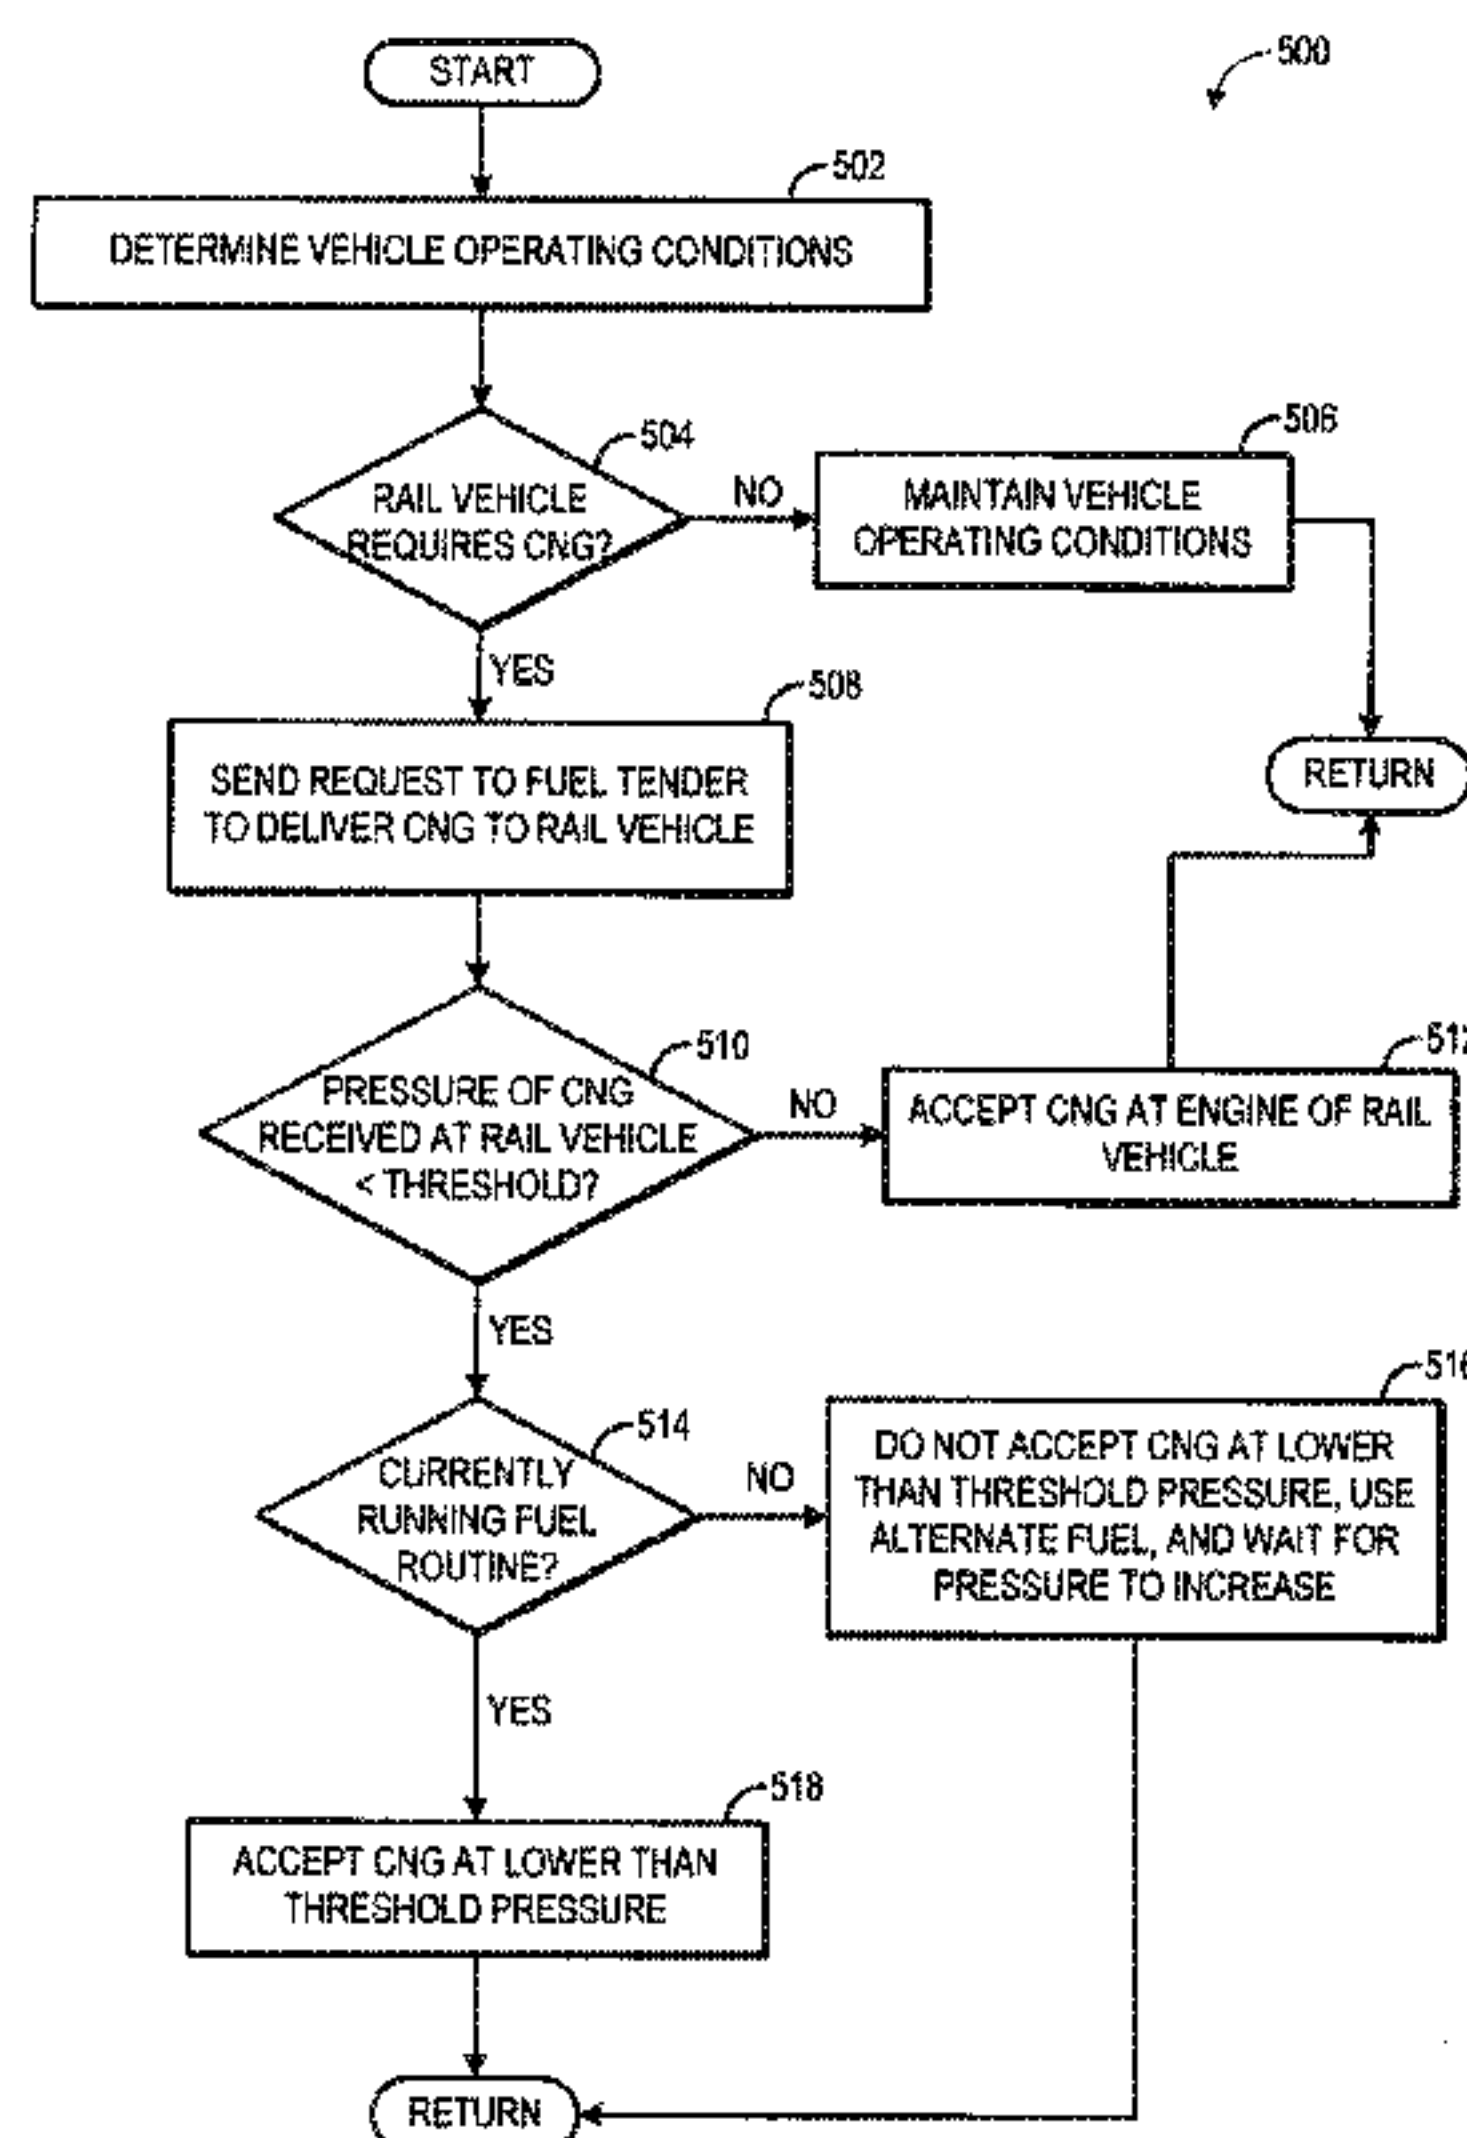 START
500
502
DETERMINE VEHICLE OPERATING CONDITIONS
504
RAIL VEHICLE
REQUIRES CNG?
NO
506
MAINTAIN VEHICLE
OPERATING CONDITIONS
YES
508
SEND REQUEST TO FUEL TENDER
TO DELIVER CNG TO RAIL VEHICLE
RETURN
510
PRESSURE OF CNG
RECEIVED AT RAIL VEHICLE
< THRESHOLD?
NO
512
ACCEPT CNG AT ENGINE OF RAIL
VEHICLE
YES
514
CURRENTLY
RUNNING FUEL
ROUTINE?
NO
516
DO NOT ACCEPT CNG AT LOWER
THAN THRESHOLD PRESSURE, USE
ALTERNATE FUEL, AND WAIT FOR
PRESSURE TO INCREASE
YES
518
ACCEPT CNG AT LOWER THAN
THRESHOLD PRESSURE
RETURN